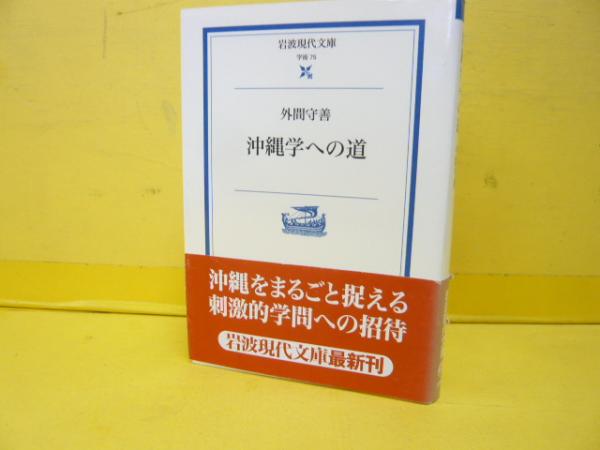 岩波現代文庫
学術 75
外間守善
沖縄学への道
沖縄をまるごと捉える
刺激的学問への招待
岩波現代文庫最新刊